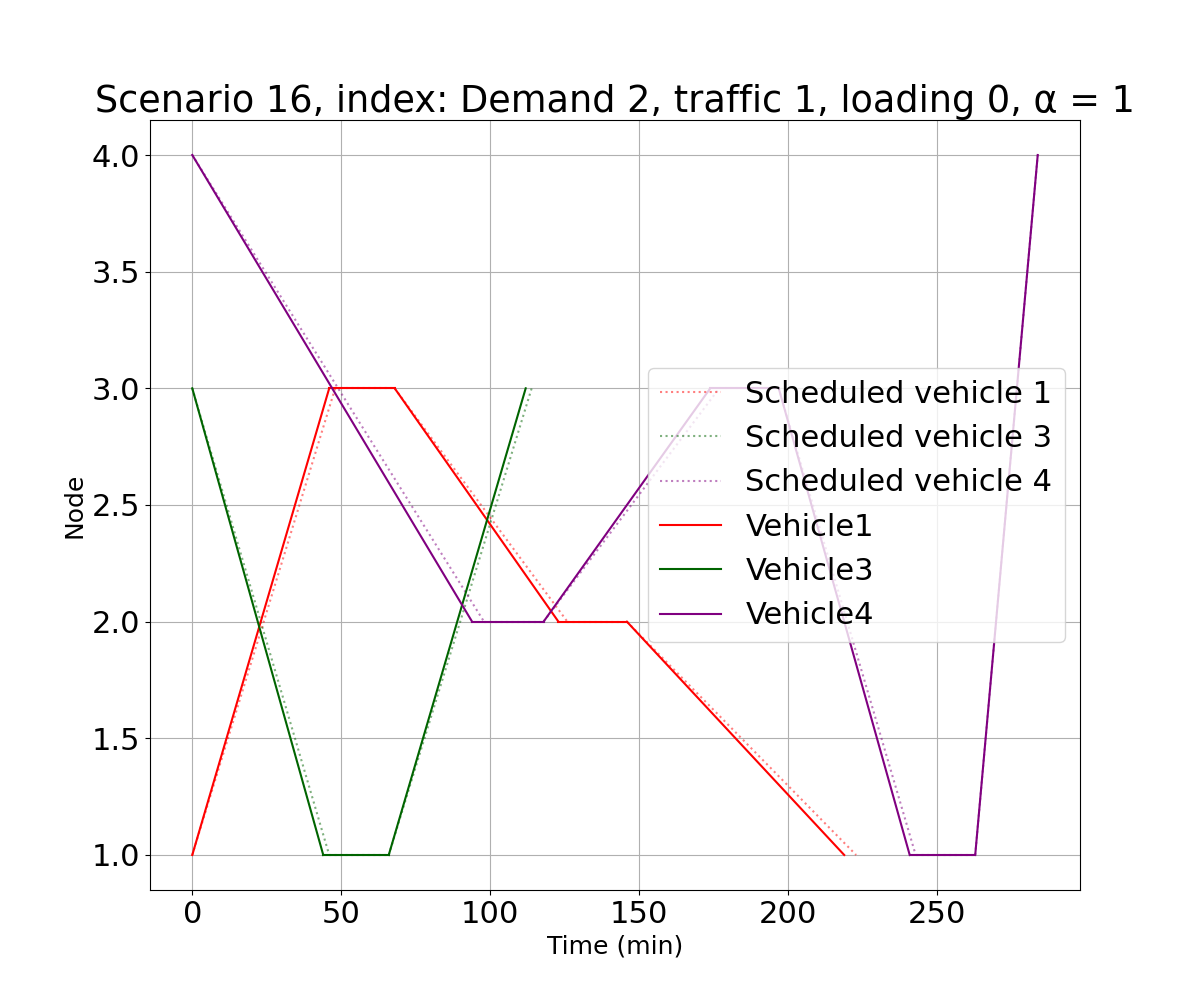 Scenario 16, index: Demand 2, traffic 1, loading 0, α = 1
4.0
3.5
3.0
2.5
2.0
1.5
1.0
Node
Scheduled vehicle 1
Scheduled vehicle 3
Scheduled vehicle 4
Vehicle1
Vehicle3
Vehicle4
0 50 100 150 200 250
Time (min)